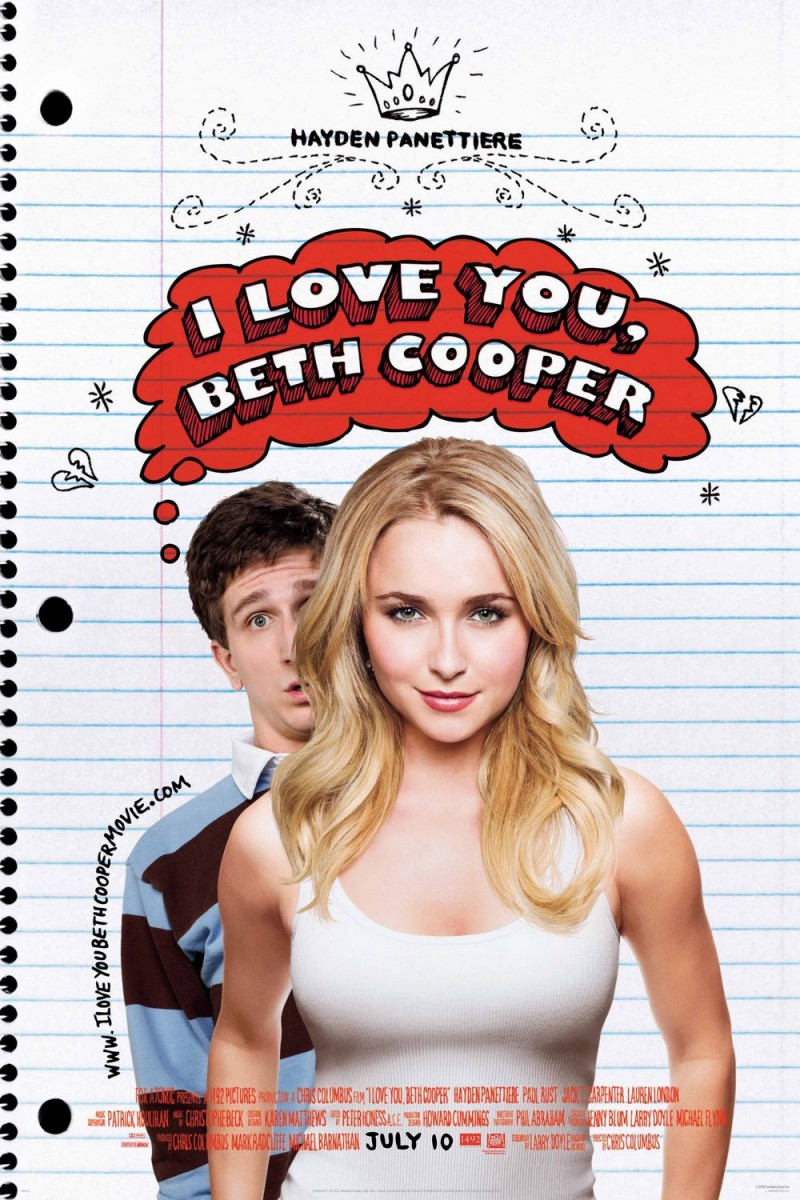 HAYDEN PANETTIERE
I LOVE YOU,
BETH COOPER
WWW.ILOVEYOUBETHCOOPERMOVIE.COM
FOX ATOMIC PRESENTS A 1492 PICTURES PRODUCTION A CHRIS COLUMBUS FILM "I LOVE YOU, BETH COOPER" HAYDEN PANETTIERE PAUL RUST JACK T. CARPENTER LAUREN LONDON
PATRICK HOULIHAN CHRISTOPHE BECK KAREN MATTHEWS PETER HONESS A.C.E. HOWARD CUMMINGS PHIL ABRAHAM JENNY BLUM LARRY DOYLE MICHAEL FLYNN
CHRIS COLUMBUS MARK RADCLIFFE MICHAEL BARNATHAN JULY 10 1492 LARRY DOYLE CHRIS COLUMBUS